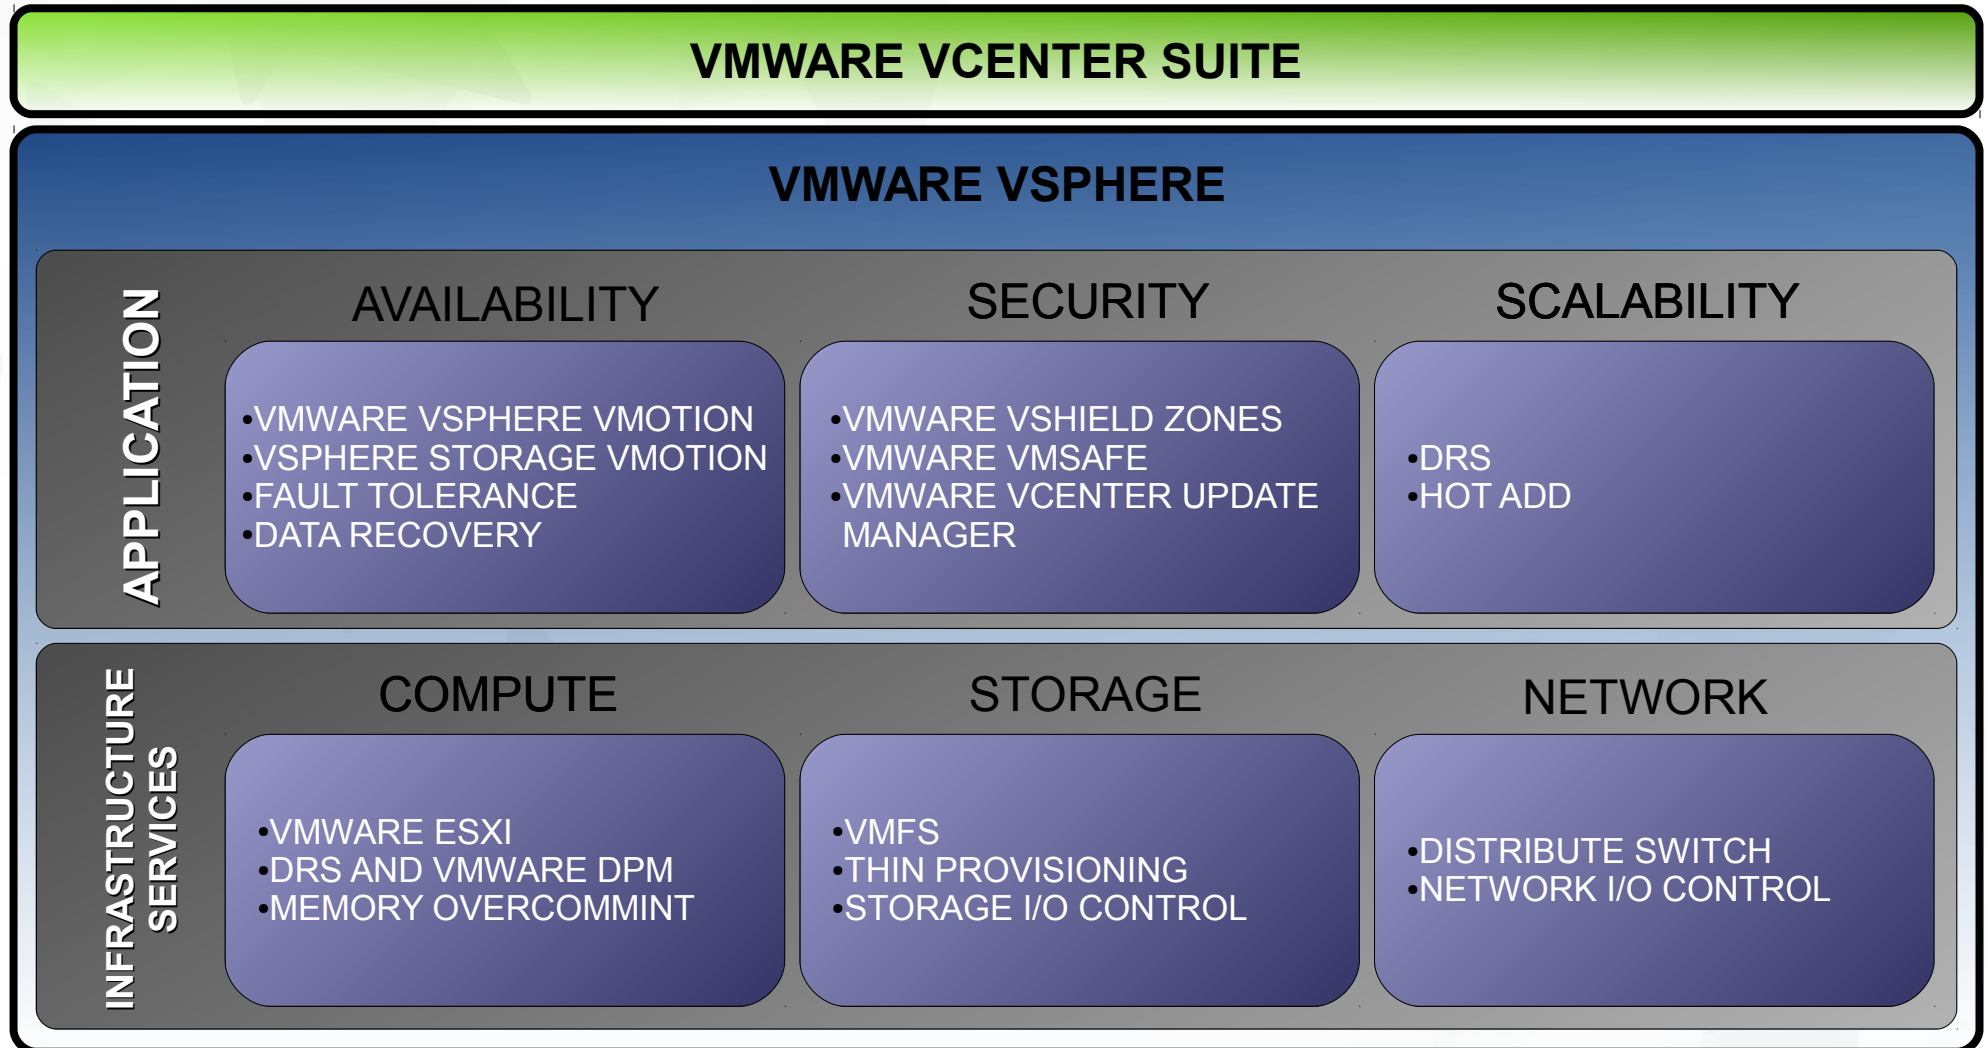 VMWARE VCENTER SUITE
VMWARE VSPHERE
APPLICATION
AVAILABILITY
•VMWARE VSPHERE VMOTION
•VSPHERE STORAGE VMOTION
•FAULT TOLERANCE
•DATA RECOVERY
SECURITY
•VMWARE VSHIELD ZONES
•VMWARE VMSAFE
•VMWARE VCENTER UPDATE
MANAGER
SCALABILITY
•DRS
•HOT ADD
INFRASTRUCTURE
SERVICES
COMPUTE
•VMWARE ESXI
•DRS AND VMWARE DPM
•MEMORY OVERCOMMINT
STORAGE
•VMFS
•THIN PROVISIONING
•STORAGE I/O CONTROL
NETWORK
•DISTRIBUTE SWITCH
•NETWORK I/O CONTROL